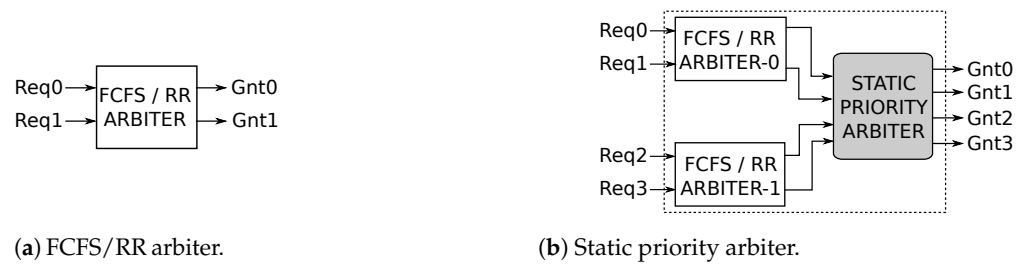 Req0
Req1
FCFS / RR
ARBITER
Gnt0
Gnt1
Req0
Req1
FCFS / RR
ARBITER-0
Req2
Req3
FCFS / RR
ARBITER-1
STATIC
PRIORITY
ARBITER
Gnt0
Gnt1
Gnt2
Gnt3
(a) FCFS/RR arbiter.
(b) Static priority arbiter.